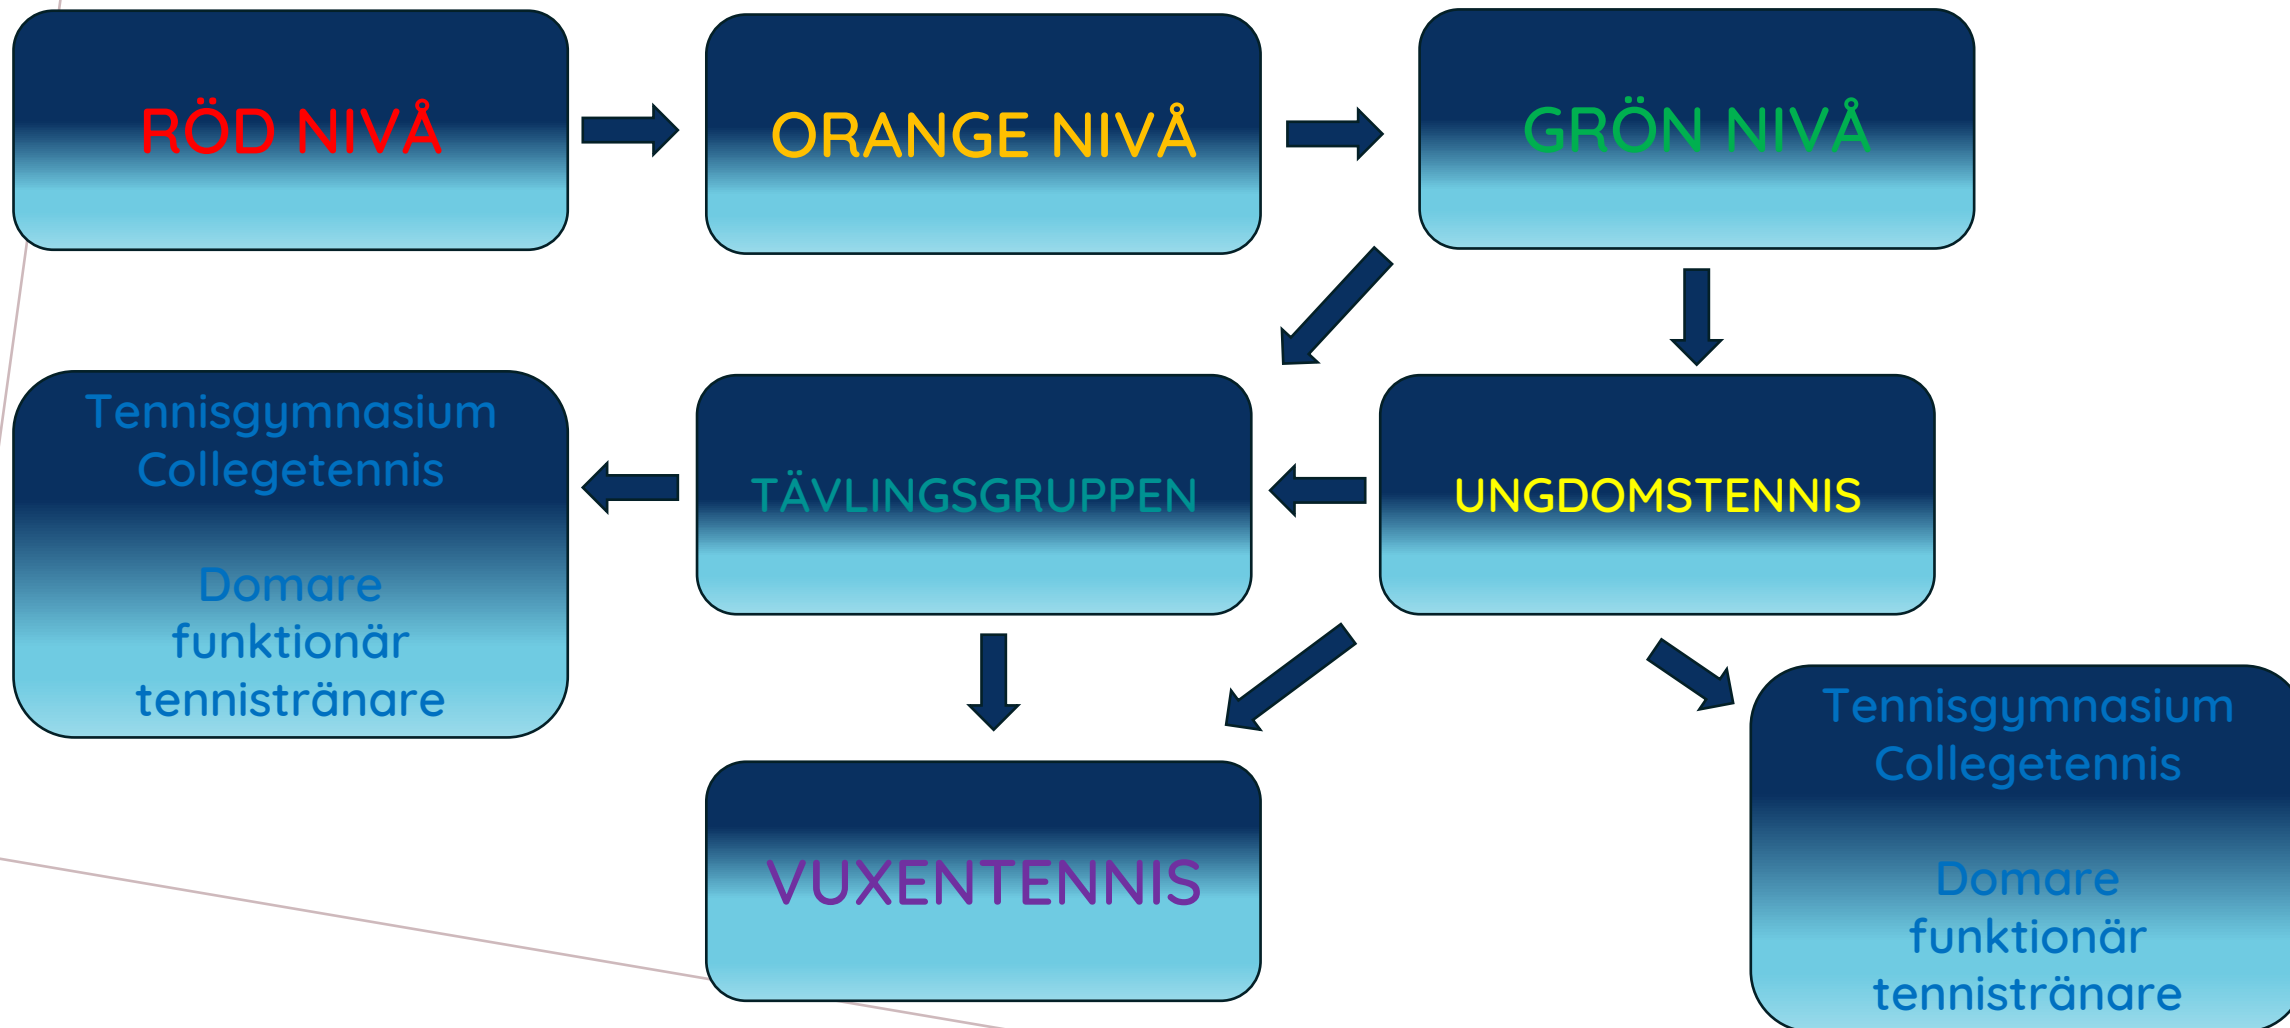 RÖD NIVÅ
ORANGE NIVÅ
GRÖN NIVÅ
Tennisgymnasium
Collegetennis
Domare
funktionär
tennistränare
TÄVLINGSGRUPPEN
UNGDOMSTENNIS
VUXENTENNIS
Tennisgymnasium
Collegetennis
Domare
funktionär
tennistränare